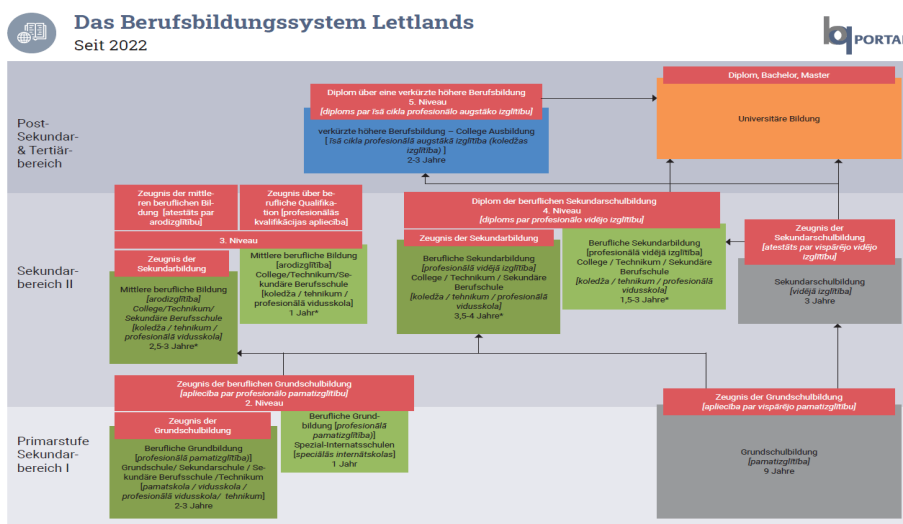 Das Berufsbildungssystem Lettlands
Seit 2022
bq PORTAL
Post-
Sekundar-
& Tertiär-
bereich
Diplom über eine verkürzte höhere Berufsbildung
5. Niveau
[diploms par īsā cikla profesionālo augstāko izglītību]
verkürzte höhere Berufsbildung – College Ausbildung
[ īsā cikla profesionālā augstākā izglītība (koledžas
izglītība) ]
2-3 Jahre
Diplom, Bachelor, Master
Universitäre Bildung
Sekundar-
bereich II
Zeugnis der mittle-
ren beruflichen Bil-
dung [atestāts par
arodizglītību]
Zeugnis über be-
rufliche Qualifika-
tion [profesionālās
kvalifikācijas apliecība]
3. Niveau
Zeugnis der
Sekundarbildung
Mittlere berufliche Bildung
[arodizglītība]
College/Technikum/
Sekundäre Berufsschule
[koledža / tehnikum /
profesionālā vidusskola]
2,5-3 Jahre*
Mittlere berufliche Bildung
[arodizglītība]
College/Technikum/Se-
kundäre Berufsschule
[koledža / tehnikum /
profesionālā vidusskola]
1 Jahr*
Diplom der beruflichen Sekundarschulbildung
4. Niveau
[diploms par profesionālo vidējo izglītību]
Zeugnis der Sekundarbildung
Berufliche Sekundarbildung
[profesionālā vidējā izglītība]
College / Technikum / Sekundäre
Berufsschule
[koledža / tehnikum / profesionālā
vidusskola]
3,5-4 Jahre*
Berufliche Sekundarbildung
[profesionālā vidējā izglītība]
College / Technikum / Sekundäre
Berufschule
[koledža / tehnikum / profesionālā
vidusskola]
1,5-3 Jahre*
Zeugnis der
Sekundarschulbildung
[atestāts par vispārējo vidējo
izglītību]
Sekundarschulbildung
[vidējā izglītība]
3 Jahre
Primarstufe
Sekundar-
bereich I
Zeugnis der beruflichen Grundschulbildung
[apliecība par profesionālo pamatizglītību]
2. Niveau
Zeugnis der
Grundschulbildung
Berufliche Grundbildung
[profesionālā pamatizglītība)]
Grundschule/ Sekundarschule / Se-
kundäre Berufsschule /Technikum
[pamatskola / vidusskola /
profesionālā vidusskola/ tehnikum]
2-3 Jahre
Berufliche Grund-
bildung [profesionālā
pamatizglītība)]
Spezial-Internatsschulen
[speciālās internātskolas]
1 Jahr
Zeugnis der Grundschulbildung
[apliecība par vispārējo pamatizglītību]
Grundschulbildung
[pamatizglītība]
9 Jahre